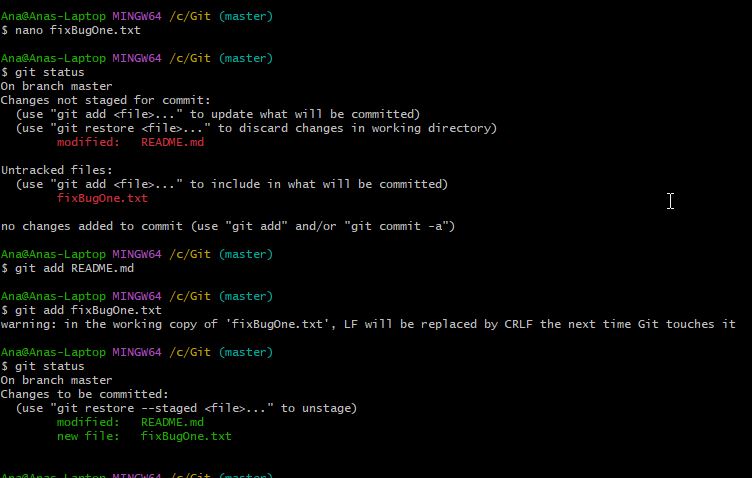 Ana@Anas-Laptop MINGW64 /c/Git (master)
$ nano fixBugOne.txt
Ana@Anas-Laptop MINGW64 /c/Git (master)
$ git status
On branch master
Changes not staged for commit:
  (use "git add <file>..." to update what will be committed)
  (use "git restore <file>..." to discard changes in working directory)
        modified:   README.md
Untracked files:
  (use "git add <file>..." to include in what will be committed)
        fixBugOne.txt
no changes added to commit (use "git add" and/or "git commit -a")
Ana@Anas-Laptop MINGW64 /c/Git (master)
$ git add README.md
Ana@Anas-Laptop MINGW64 /c/Git (master)
$ git add fixBugOne.txt
warning: in the working copy of 'fixBugOne.txt', LF will be replaced by CRLF the next time Git touches it
Ana@Anas-Laptop MINGW64 /c/Git (master)
$ git status
On branch master
Changes to be committed:
  (use "git restore --staged <file>..." to unstage)
        modified:   README.md
        new file:   fixBugOne.txt
Ana@Anas-Laptop MINGW64 /c/Git (master)